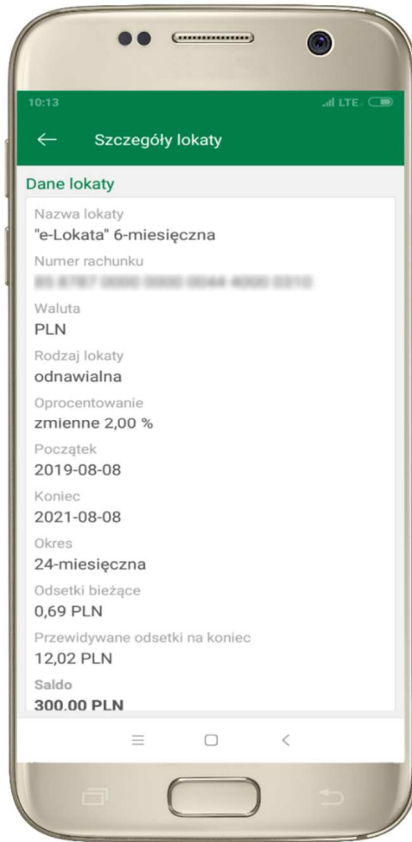 10:13
LTE
Szczegóły lokaty
Dane lokaty
Nazwa lokaty
"e-Lokata" 6-miesięczna
Numer rachunku
Waluta
PLN
Rodzaj lokaty
odnawialna
Oprocentowanie
zmienne 2,00 %
Początek
2019-08-08
Koniec
2021-08-08
Okres
24-miesięczna
Odsetki bieżące
0,69 PLN
Przewidywane odsetki na koniec
12,02 PLN
Saldo
300,00 PLN